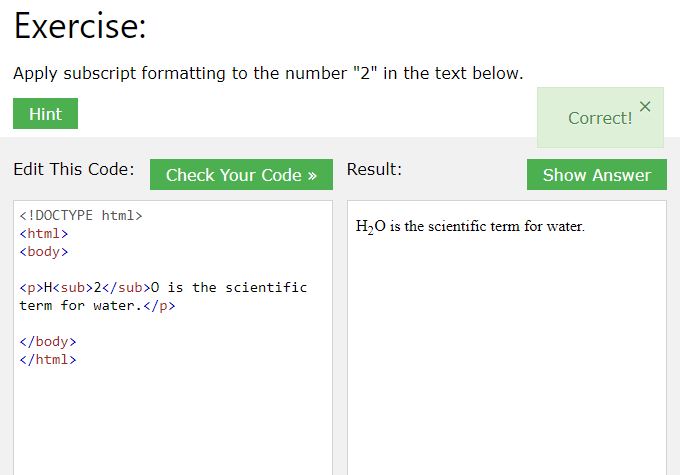 Exercise:
Apply subscript formatting to the number "2" in the text below.
Hint
Correct! ×
Edit This Code:
Check Your Code »
Result:
Show Answer
<!DOCTYPE html>
<html>
<body>
<p>H<sub>2</sub>O is the scientific
term for water.</p>
</body>
</html>
H₂O is the scientific term for water.